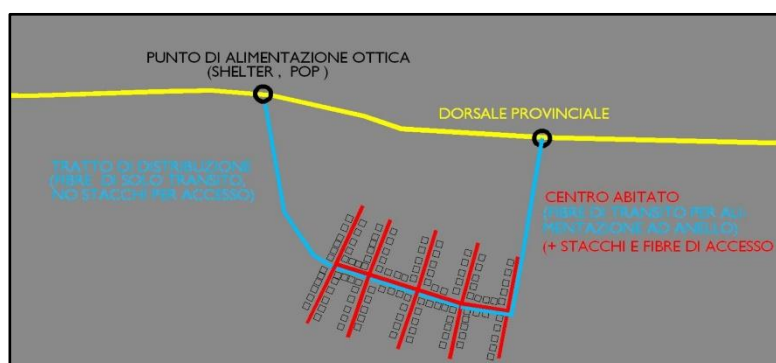 PUNTO DI ALIMENTAZIONE OTTICA
(SHELTER , POP )
DORSALE PROVINCIALE
TRATTO DI DISTRIBUZIONE
(FIBRE DI SOLO TRANSITO,
NO STACCHI PER ACCESSO)
CENTRO ABITATO
(FIBRE DI TRANSITO PER ALI-
MENTAZIONE AD ANELLO)
(+ STACCHI E FIBRE DI ACCESSO